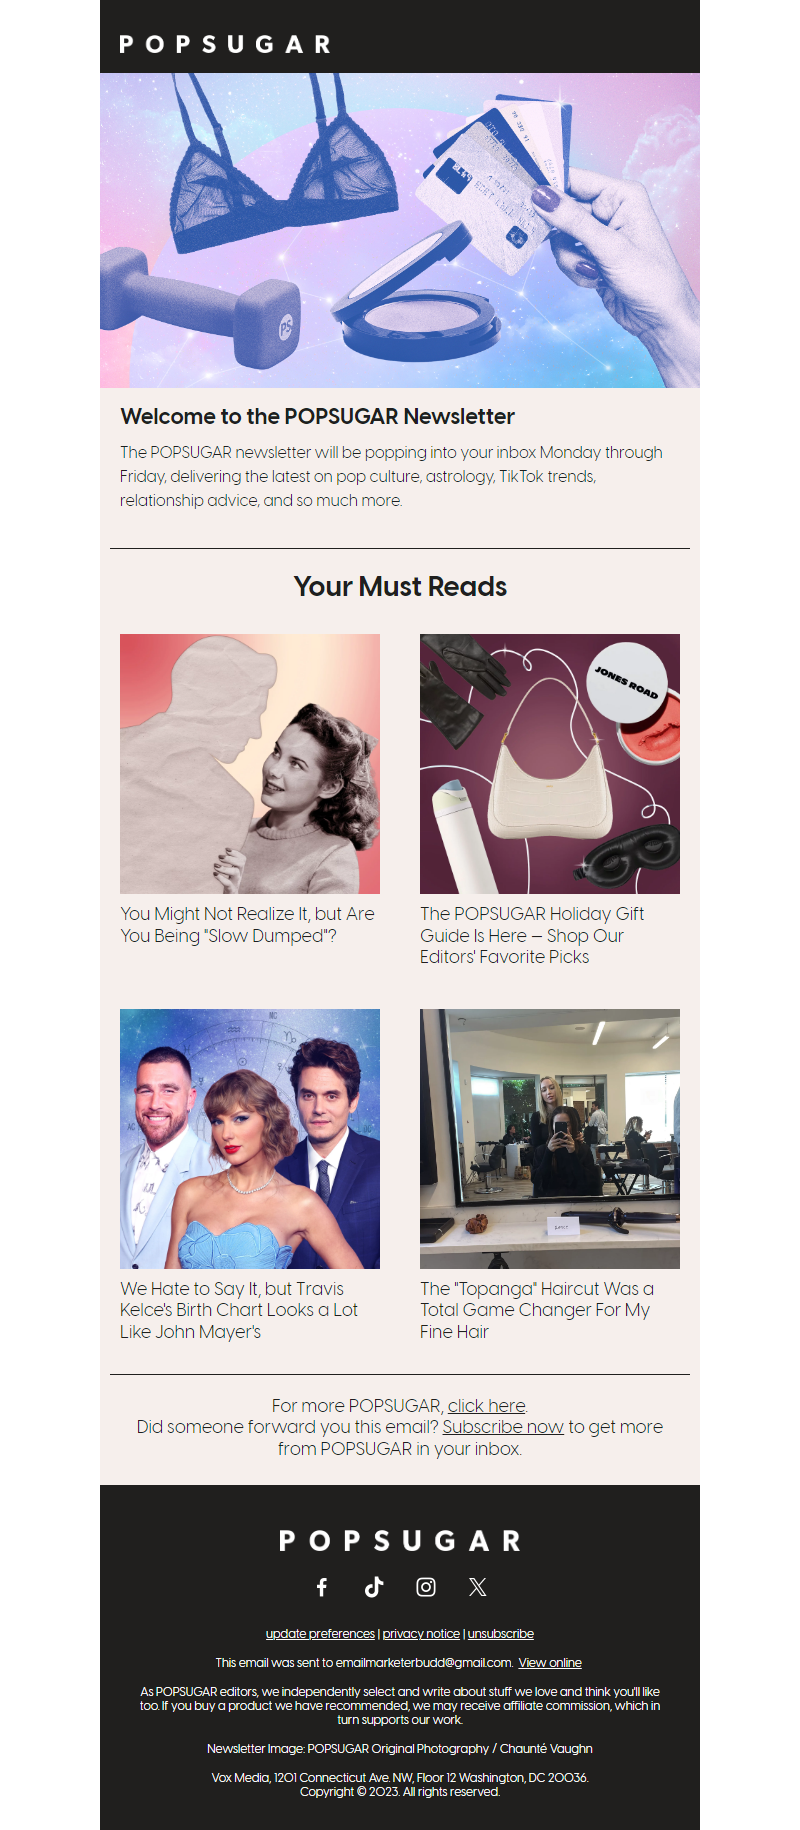 POPSUGAR
PS
Welcome to the POPSUGAR Newsletter
The POPSUGAR newsletter will be popping into your inbox Monday through
Friday, delivering the latest on pop culture, astrology, TikTok trends,
relationship advice, and so much more.
Your Must Reads
JONES ROAD
You Might Not Realize It, but Are
You Being "Slow Dumped"?
The POPSUGAR Holiday Gift
Guide Is Here – Shop Our
Editors' Favorite Picks
MC
We Hate to Say It, but Travis
Kelce's Birth Chart Looks a Lot
Like John Mayer's
The "Topanga" Haircut Was a
Total Game Changer For My
Fine Hair
For more POPSUGAR, click here.
Did someone forward you this email? Subscribe now to get more
from POPSUGAR in your inbox.
POPSUGAR
update preferences | privacy notice | unsubscribe
This email was sent to emailmarketerbudd@gmail.com. View online
As POPSUGAR editors, we independently select and write about stuff we love and think you'll like
too. If you buy a product we have recommended, we may receive affiliate commission, which in
turn supports our work.
Newsletter Image: POPSUGAR Original Photography / Chaunté Vaughn
Vox Media, 1201 Connecticut Ave. NW, Floor 12 Washington, DC 20036.
Copyright © 2023. All rights reserved.